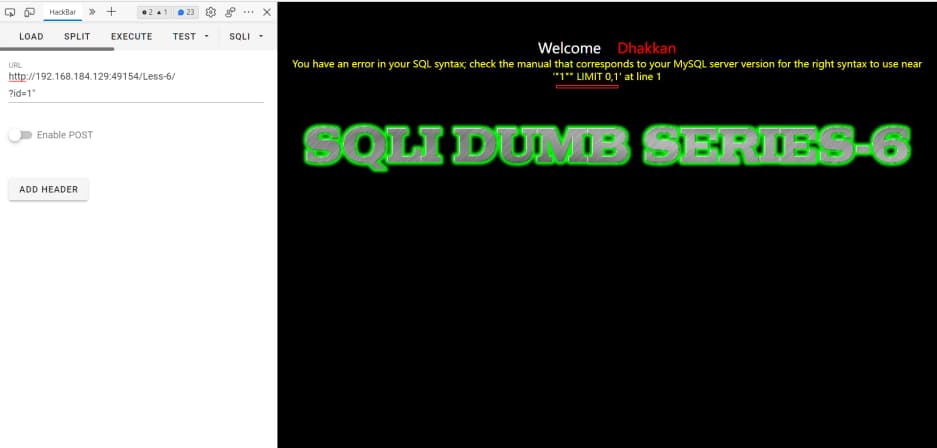 HackBar
2 1 23
LOAD SPLIT EXECUTE TEST SQLI
URL
http://192.168.184.129:49154/Less-6/
?id=1"
Enable POST
ADD HEADER
Welcome Dhakkan
You have an error in your SQL syntax; check the manual that corresponds to your MySQL server version for the right syntax to use near
'"1"" LIMIT 0,1' at line 1
SQLI DUMB SERIES-6